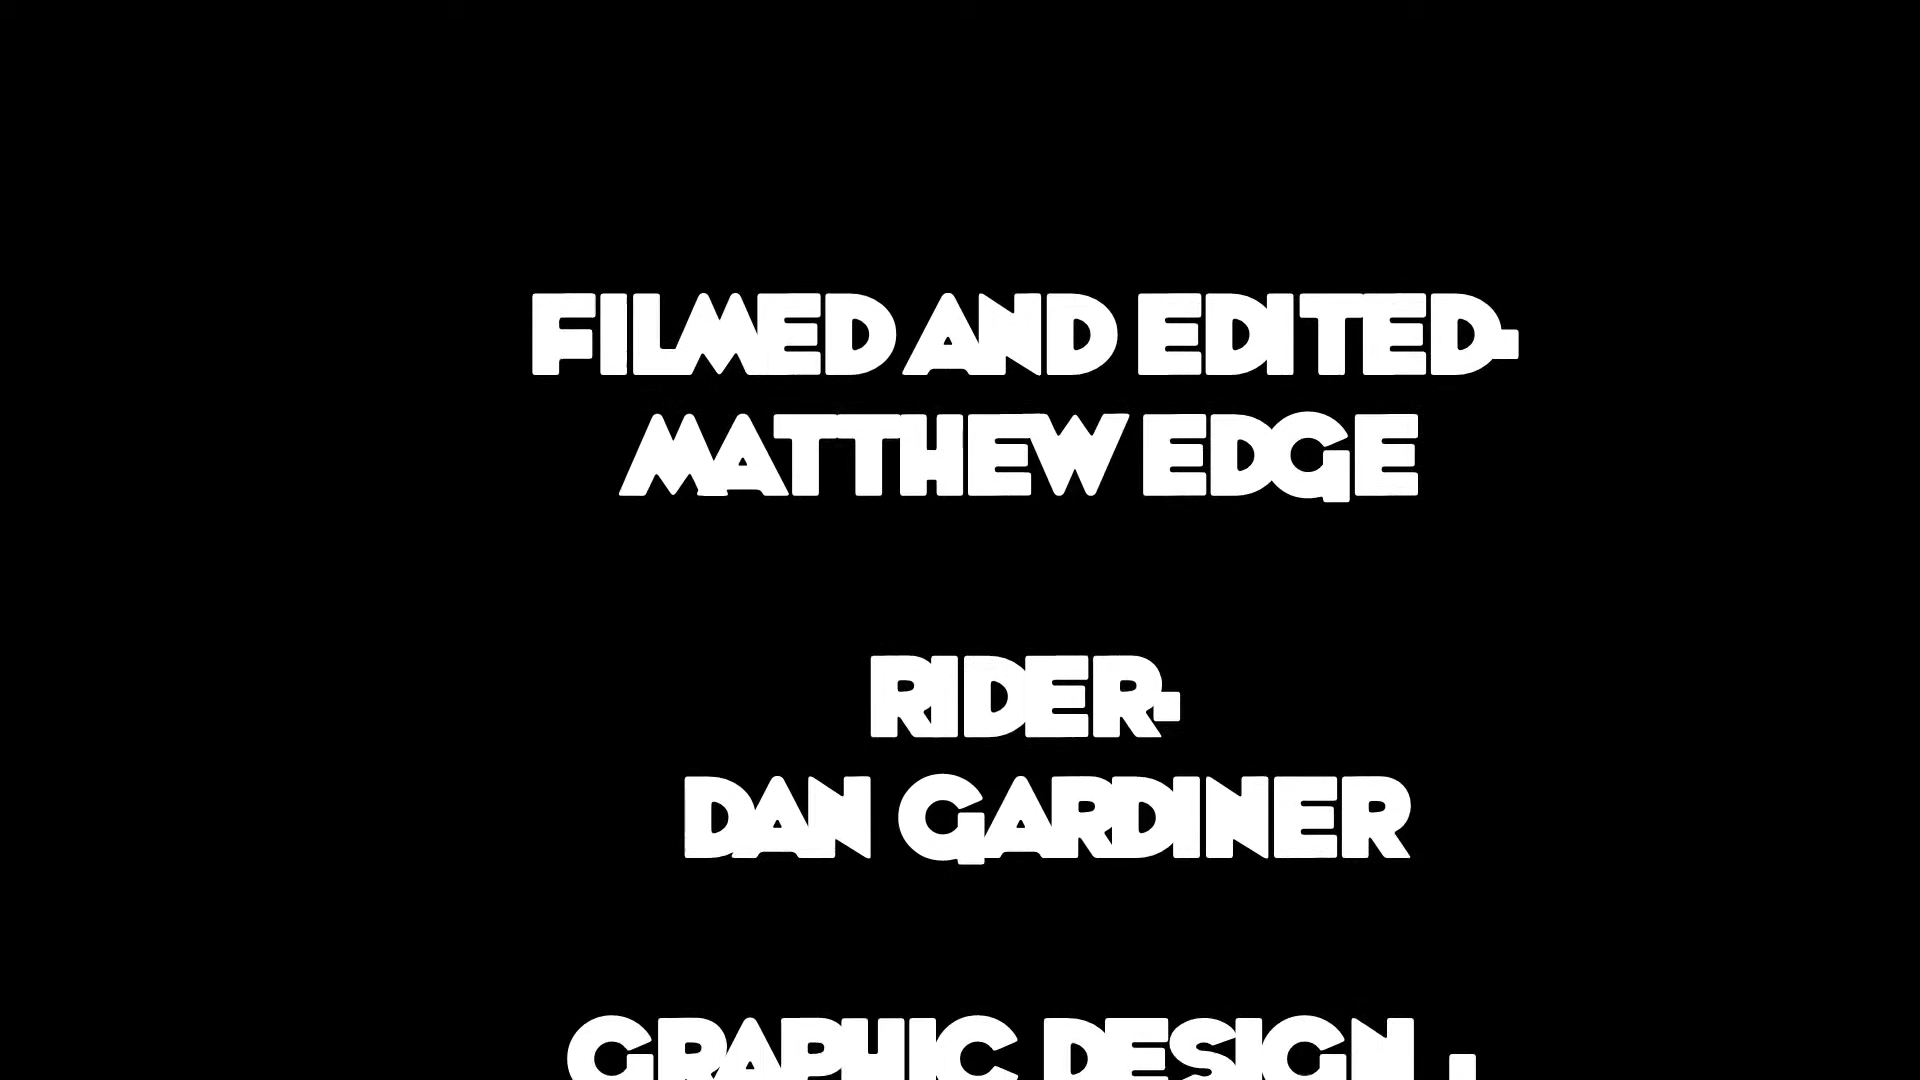 FILMED AND EDITED-
MATTHEW EDGE
RIDER-
DAN GARDINER
GRAPHIC DESIGN -